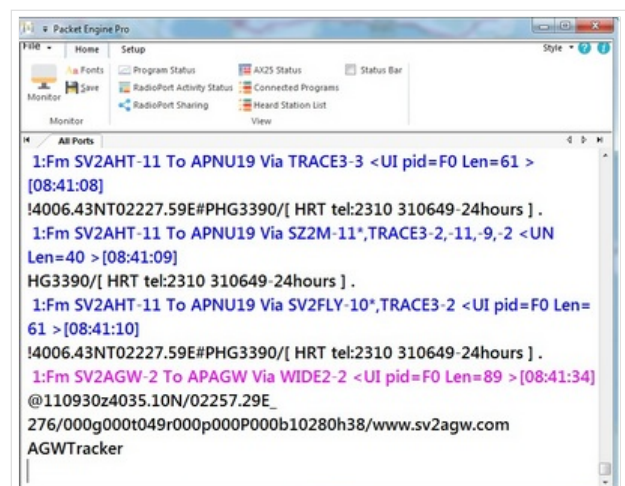 Packet Engine Pro
File Home Setup Style
Monitor
Fonts
Save
Program Status
RadioPort Activity Status
RadioPort Sharing
AX25 Status
Connected Programs
Heard Station List
Status Bar
Monitor View
All Ports
1:Fm SV2AHT-11 To APNU19 Via TRACE3-3 <UI pid=F0 Len=61 >
[08:41:08]
!4006.43NT02227.59E#PHG3390/[ HRT tel:2310 310649-24hours ] .
1:Fm SV2AHT-11 To APNU19 Via SZ2M-11*,TRACE3-2,-11,-9,-2 <UN
Len=40 >[08:41:09]
HG3390/[ HRT tel:2310 310649-24hours ] .
1:Fm SV2AHT-11 To APNU19 Via SV2FLY-10*,TRACE3-2 <UI pid=F0 Len=
61 >[08:41:10]
!4006.43NT02227.59E#PHG3390/[ HRT tel:2310 310649-24hours ] .
1:Fm SV2AGW-2 To APAGW Via WIDE2-2 <UI pid=F0 Len=89 >[08:41:34]
@110930z4035.10N/02257.29E_
276/000g000t049r000p000P000b10280h38/www.sv2agw.com
AGWTracker